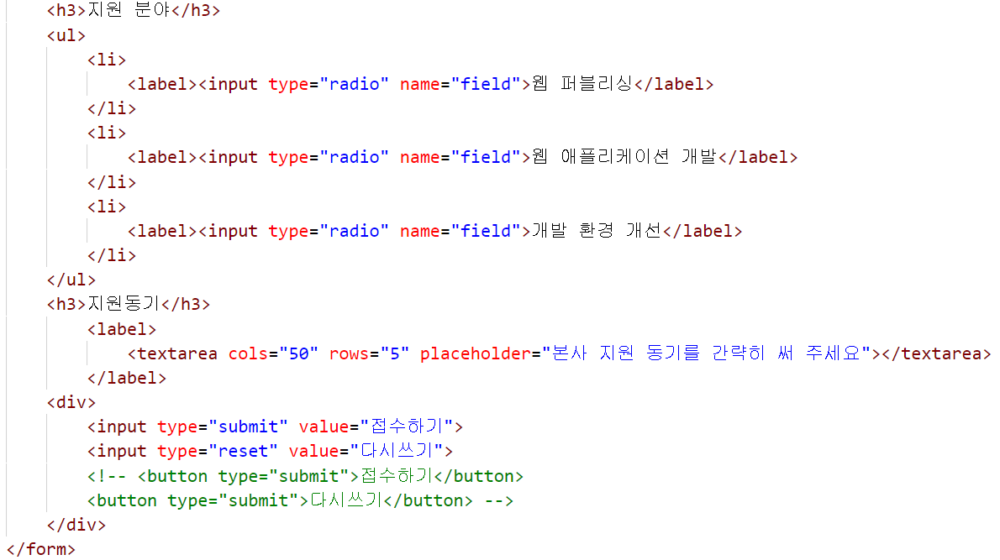 <h3>지원 분야</h3>
<ul>
<li>
<label><input type="radio" name="field">웹 퍼블리싱</label>
</li>
<li>
<label><input type="radio" name="field">웹 애플리케이션 개발</label>
</li>
<li>
<label><input type="radio" name="field">개발 환경 개선</label>
</li>
</ul>
<h3>지원동기</h3>
<label>
<textarea cols="50" rows="5" placeholder="본사 지원 동기를 간략히 써 주세요"></textarea>
</label>
<div>
<input type="submit" value="접수하기">
<input type="reset" value="다시쓰기">
<!-- <button type="submit">접수하기</button>
<button type="submit">다시쓰기</button> -->
</div>
</form>